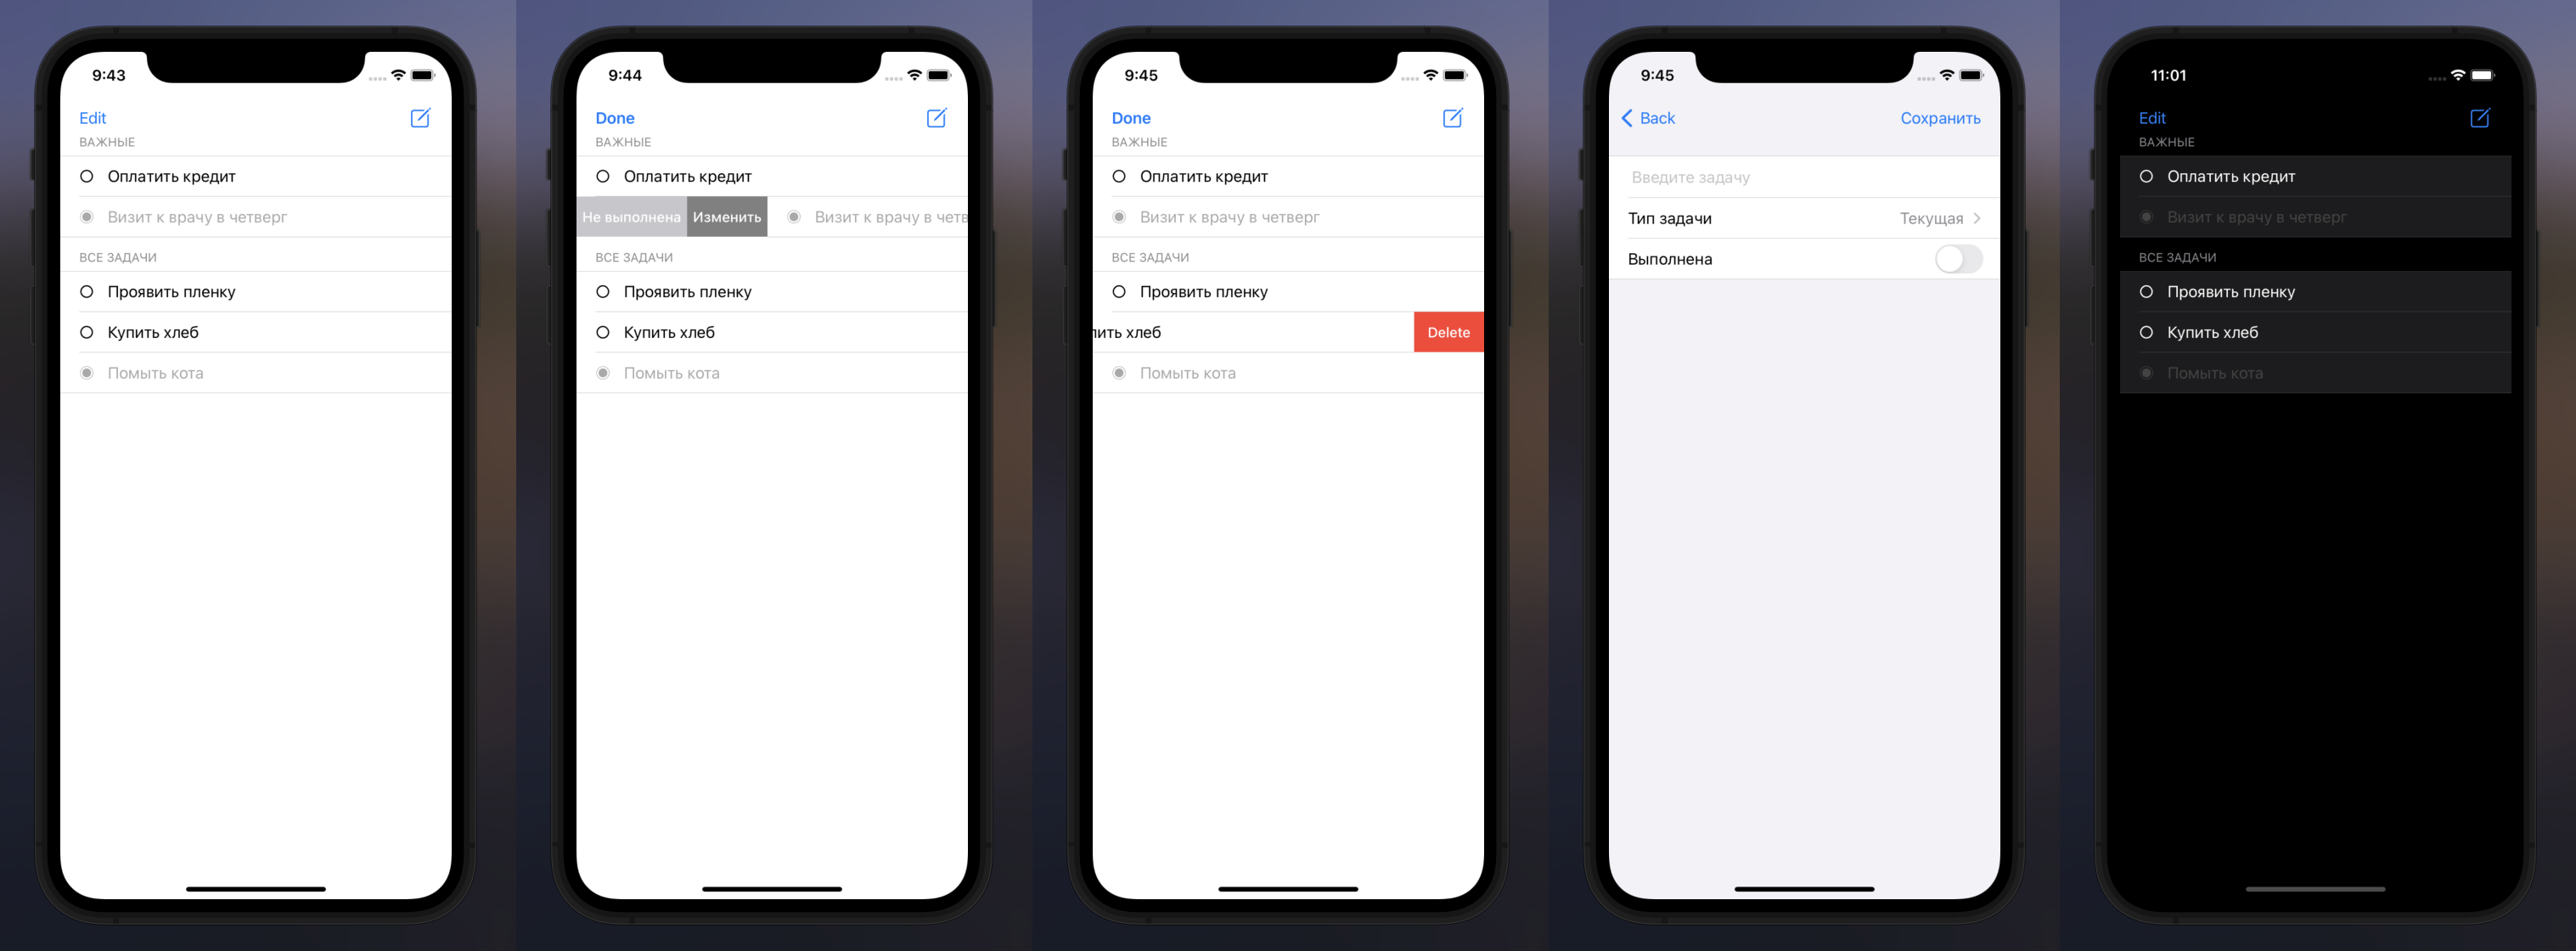 9:43
Edit
ВАЖНЫЕ
Оплатить кредит
Визит к врачу в четверг
ВСЕ ЗАДАЧИ
Проявить пленку
Купить хлеб
Помыть кота
9:44
Done
ВАЖНЫЕ
Оплатить кредит
Не выполнена Изменить Визит к врачу в четв
ВСЕ ЗАДАЧИ
Проявить пленку
Купить хлеб
Помыть кота
9:45
Done
ВАЖНЫЕ
Оплатить кредит
Визит к врачу в четверг
ВСЕ ЗАДАЧИ
Проявить пленку
пить хлеб Delete
Помыть кота
9:45
Back Сохранить
Введите задачу
Тип задачи Текущая
Выполнена
11:01
Edit
ВАЖНЫЕ
Оплатить кредит
Визит к врачу в четверг
ВСЕ ЗАДАЧИ
Проявить пленку
Купить хлеб
Помыть кота